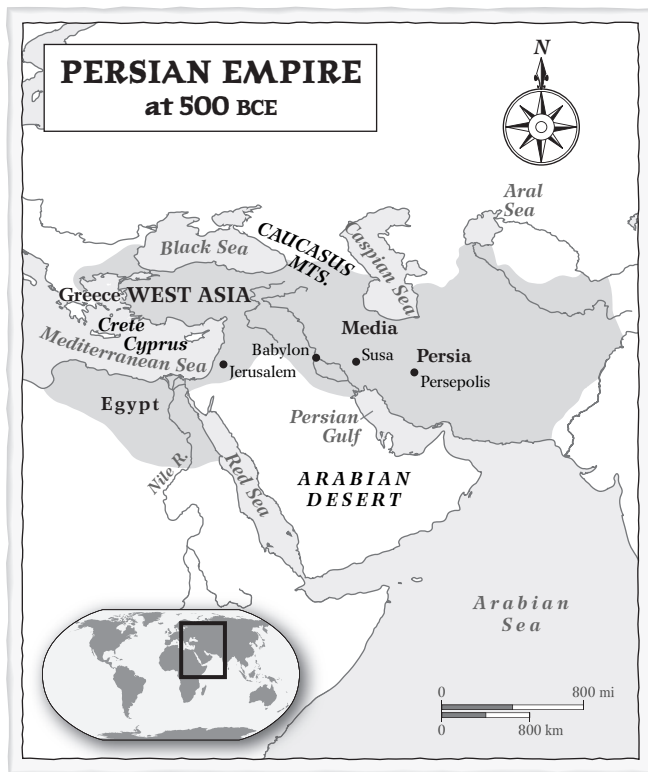 PERSIAN EMPIRE
at 500 BCE
N
Aral
Sea
Black Sea
CAUCASUS
MTS.
Caspian Sea
Greece
WEST ASIA
Crete
Cyprus
Mediterranean Sea
Media
Babylon
Susa
Persia
Jerusalem
Persepolis
Egypt
Persian
Gulf
Nile R.
Red Sea
ARABIAN
DESERT
Arabian
Sea
0
800 mi
0
800 km